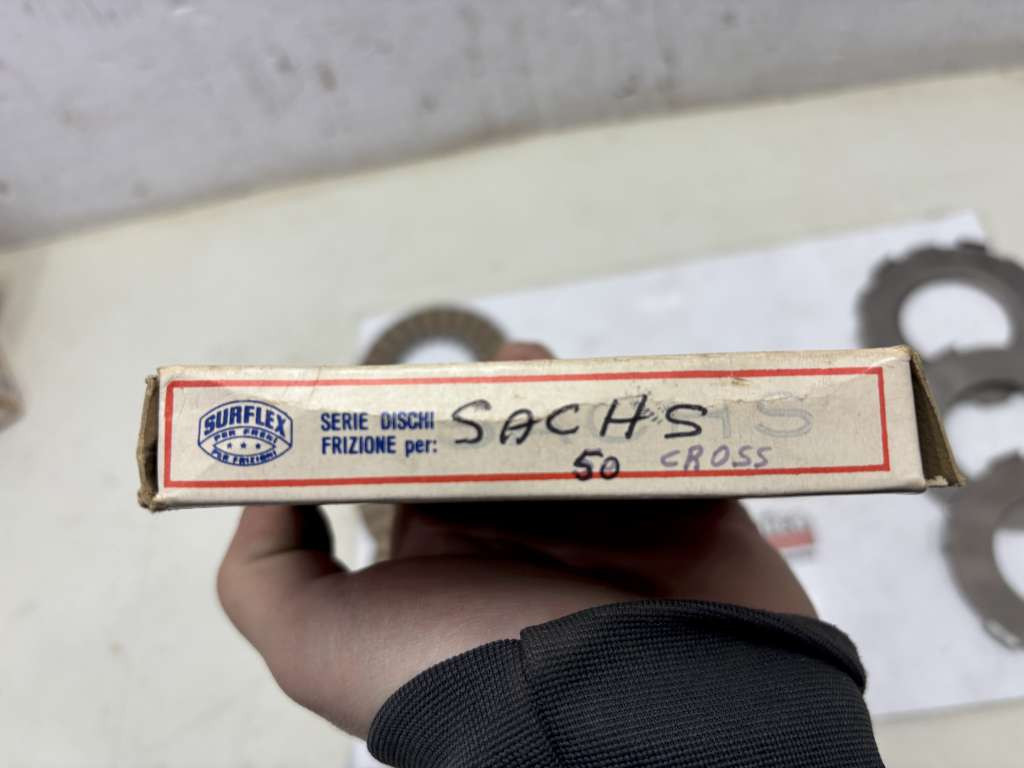 SURFLEX
PER FRENI
PER FRIZIONI
SERIE DISCHI
FRIZIONE per:
SACHS
50 CROSS